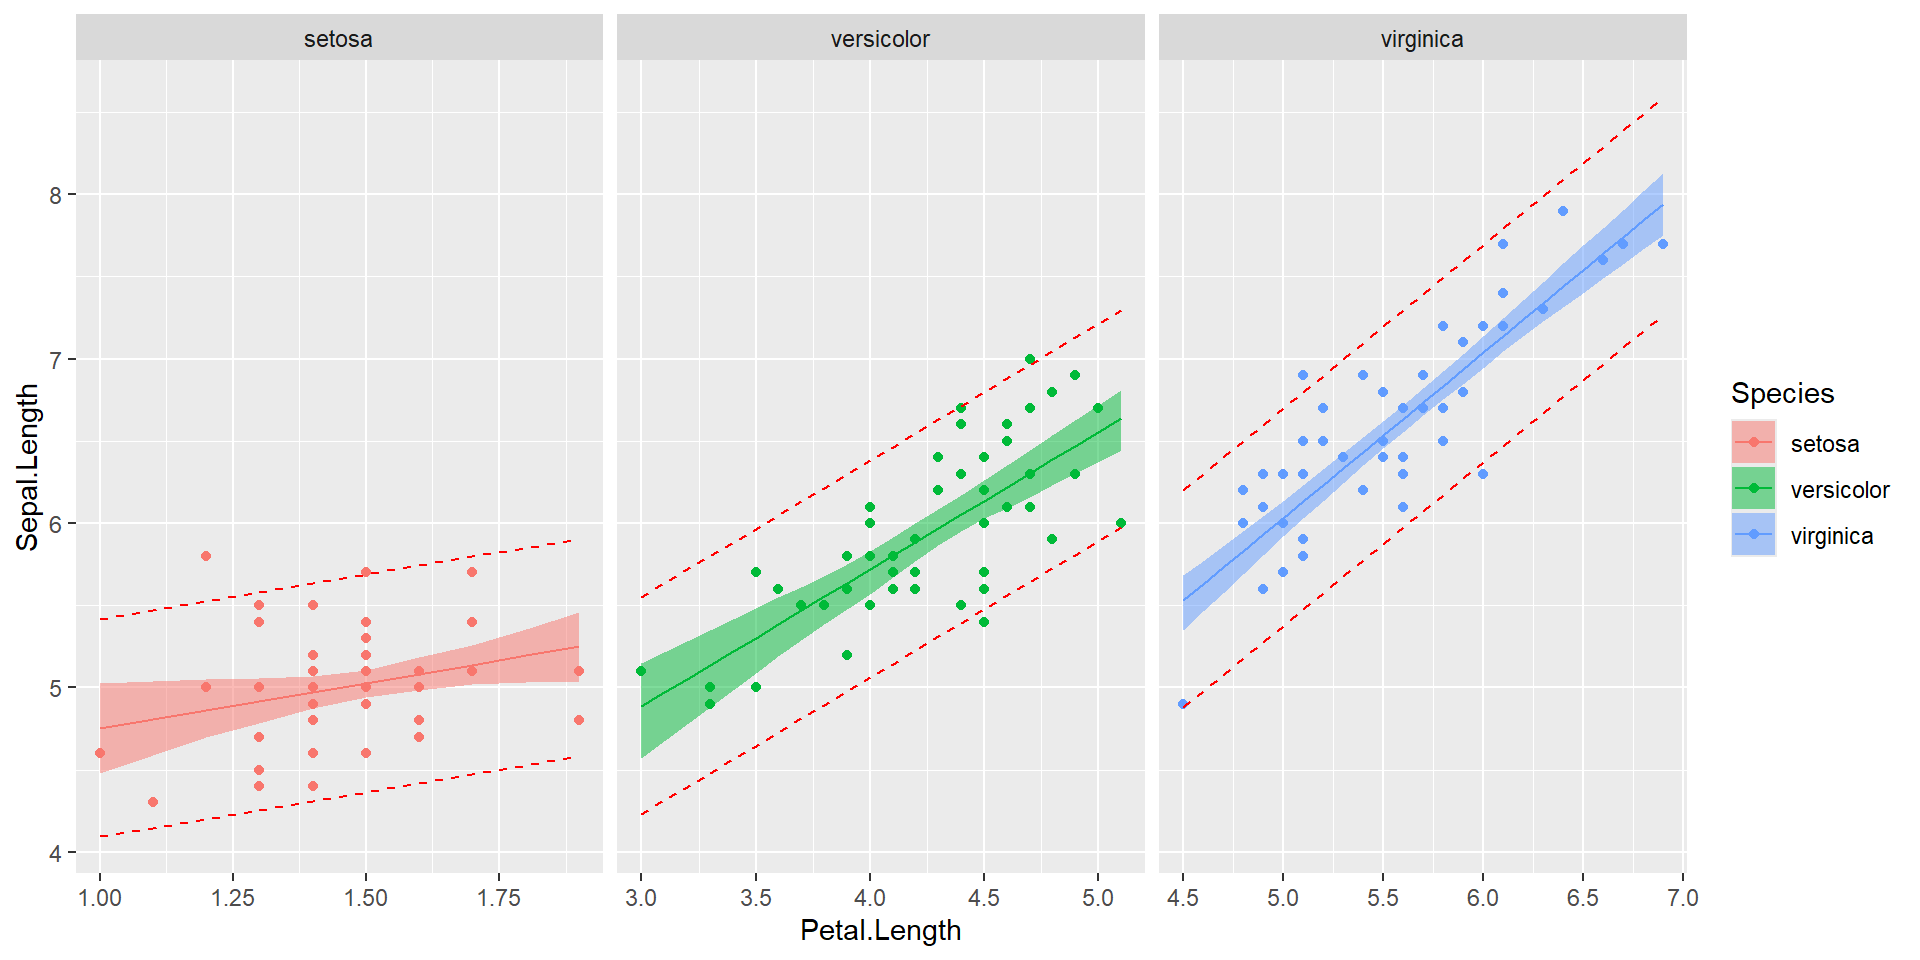 setosa
versicolor
virginica
8
7
6
5
4
Sepal.Length
1.00 1.25 1.50 1.75
3.0 3.5 4.0 4.5 5.0
4.5 5.0 5.5 6.0 6.5 7.0
Petal.Length
Species
setosa
versicolor
virginica